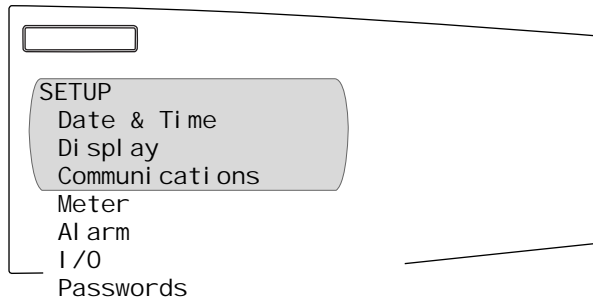 SETUP
Date & Time
Display
Communications
Meter
Alarm
I/O
Passwords